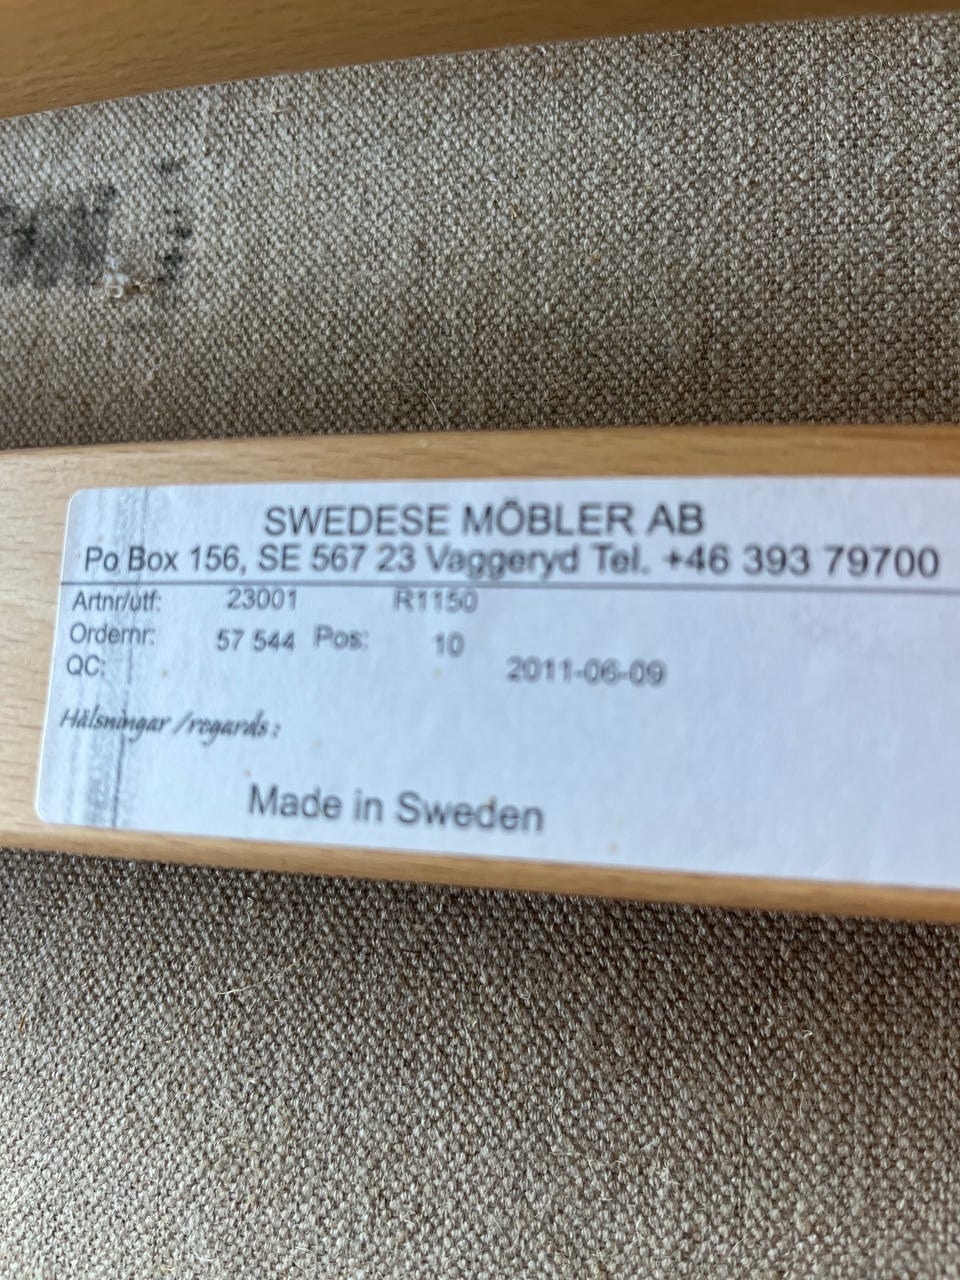 SWEDESE MÖBLER AB
Po Box 156, SE 567 23 Vaggeryd Tel. +46 393 79700
Artnr/utf: 23001 R1150
Ordernr: 57 544 Pos: 10
QC: 2011-06-09
Hälsningar /regards :
Made in Sweden